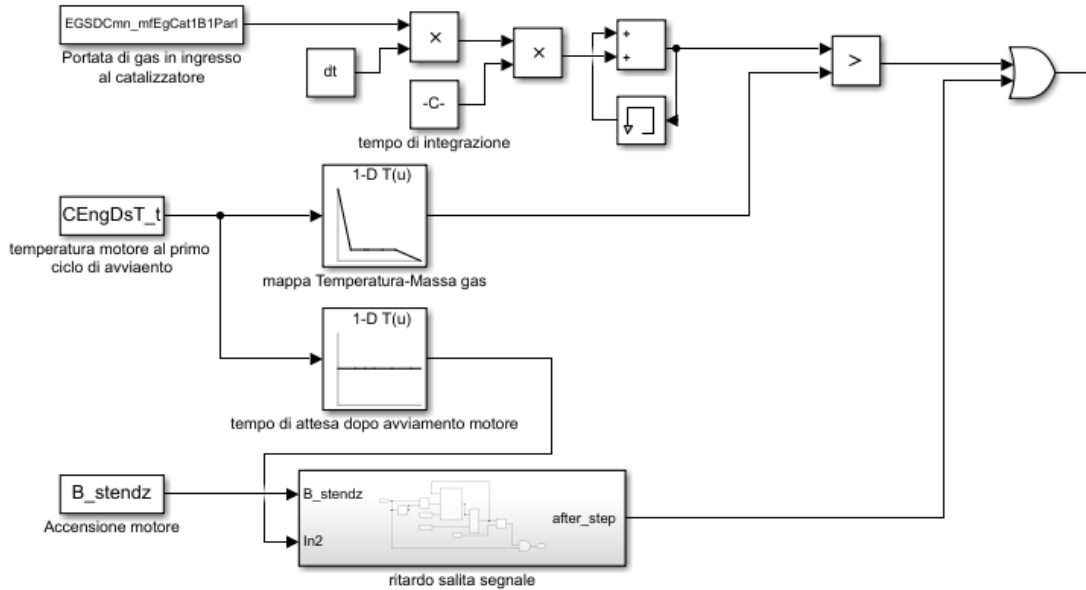 EGSDCmn_mfEgCat1B1Parl
Portata di gas in ingresso
al catalizzatore
×
dt
×
-C-
tempo di integrazione
+
+
>
1-D T(u)
CEngDsT_t
temperatura motore al primo
ciclo di avviaento
mappa Temperatura-Massa gas
1-D T(u)
tempo di attesa dopo avviamento motore
B_stendz
Accensione motore
B_stendz
In2
after_step
ritardo salita segnale